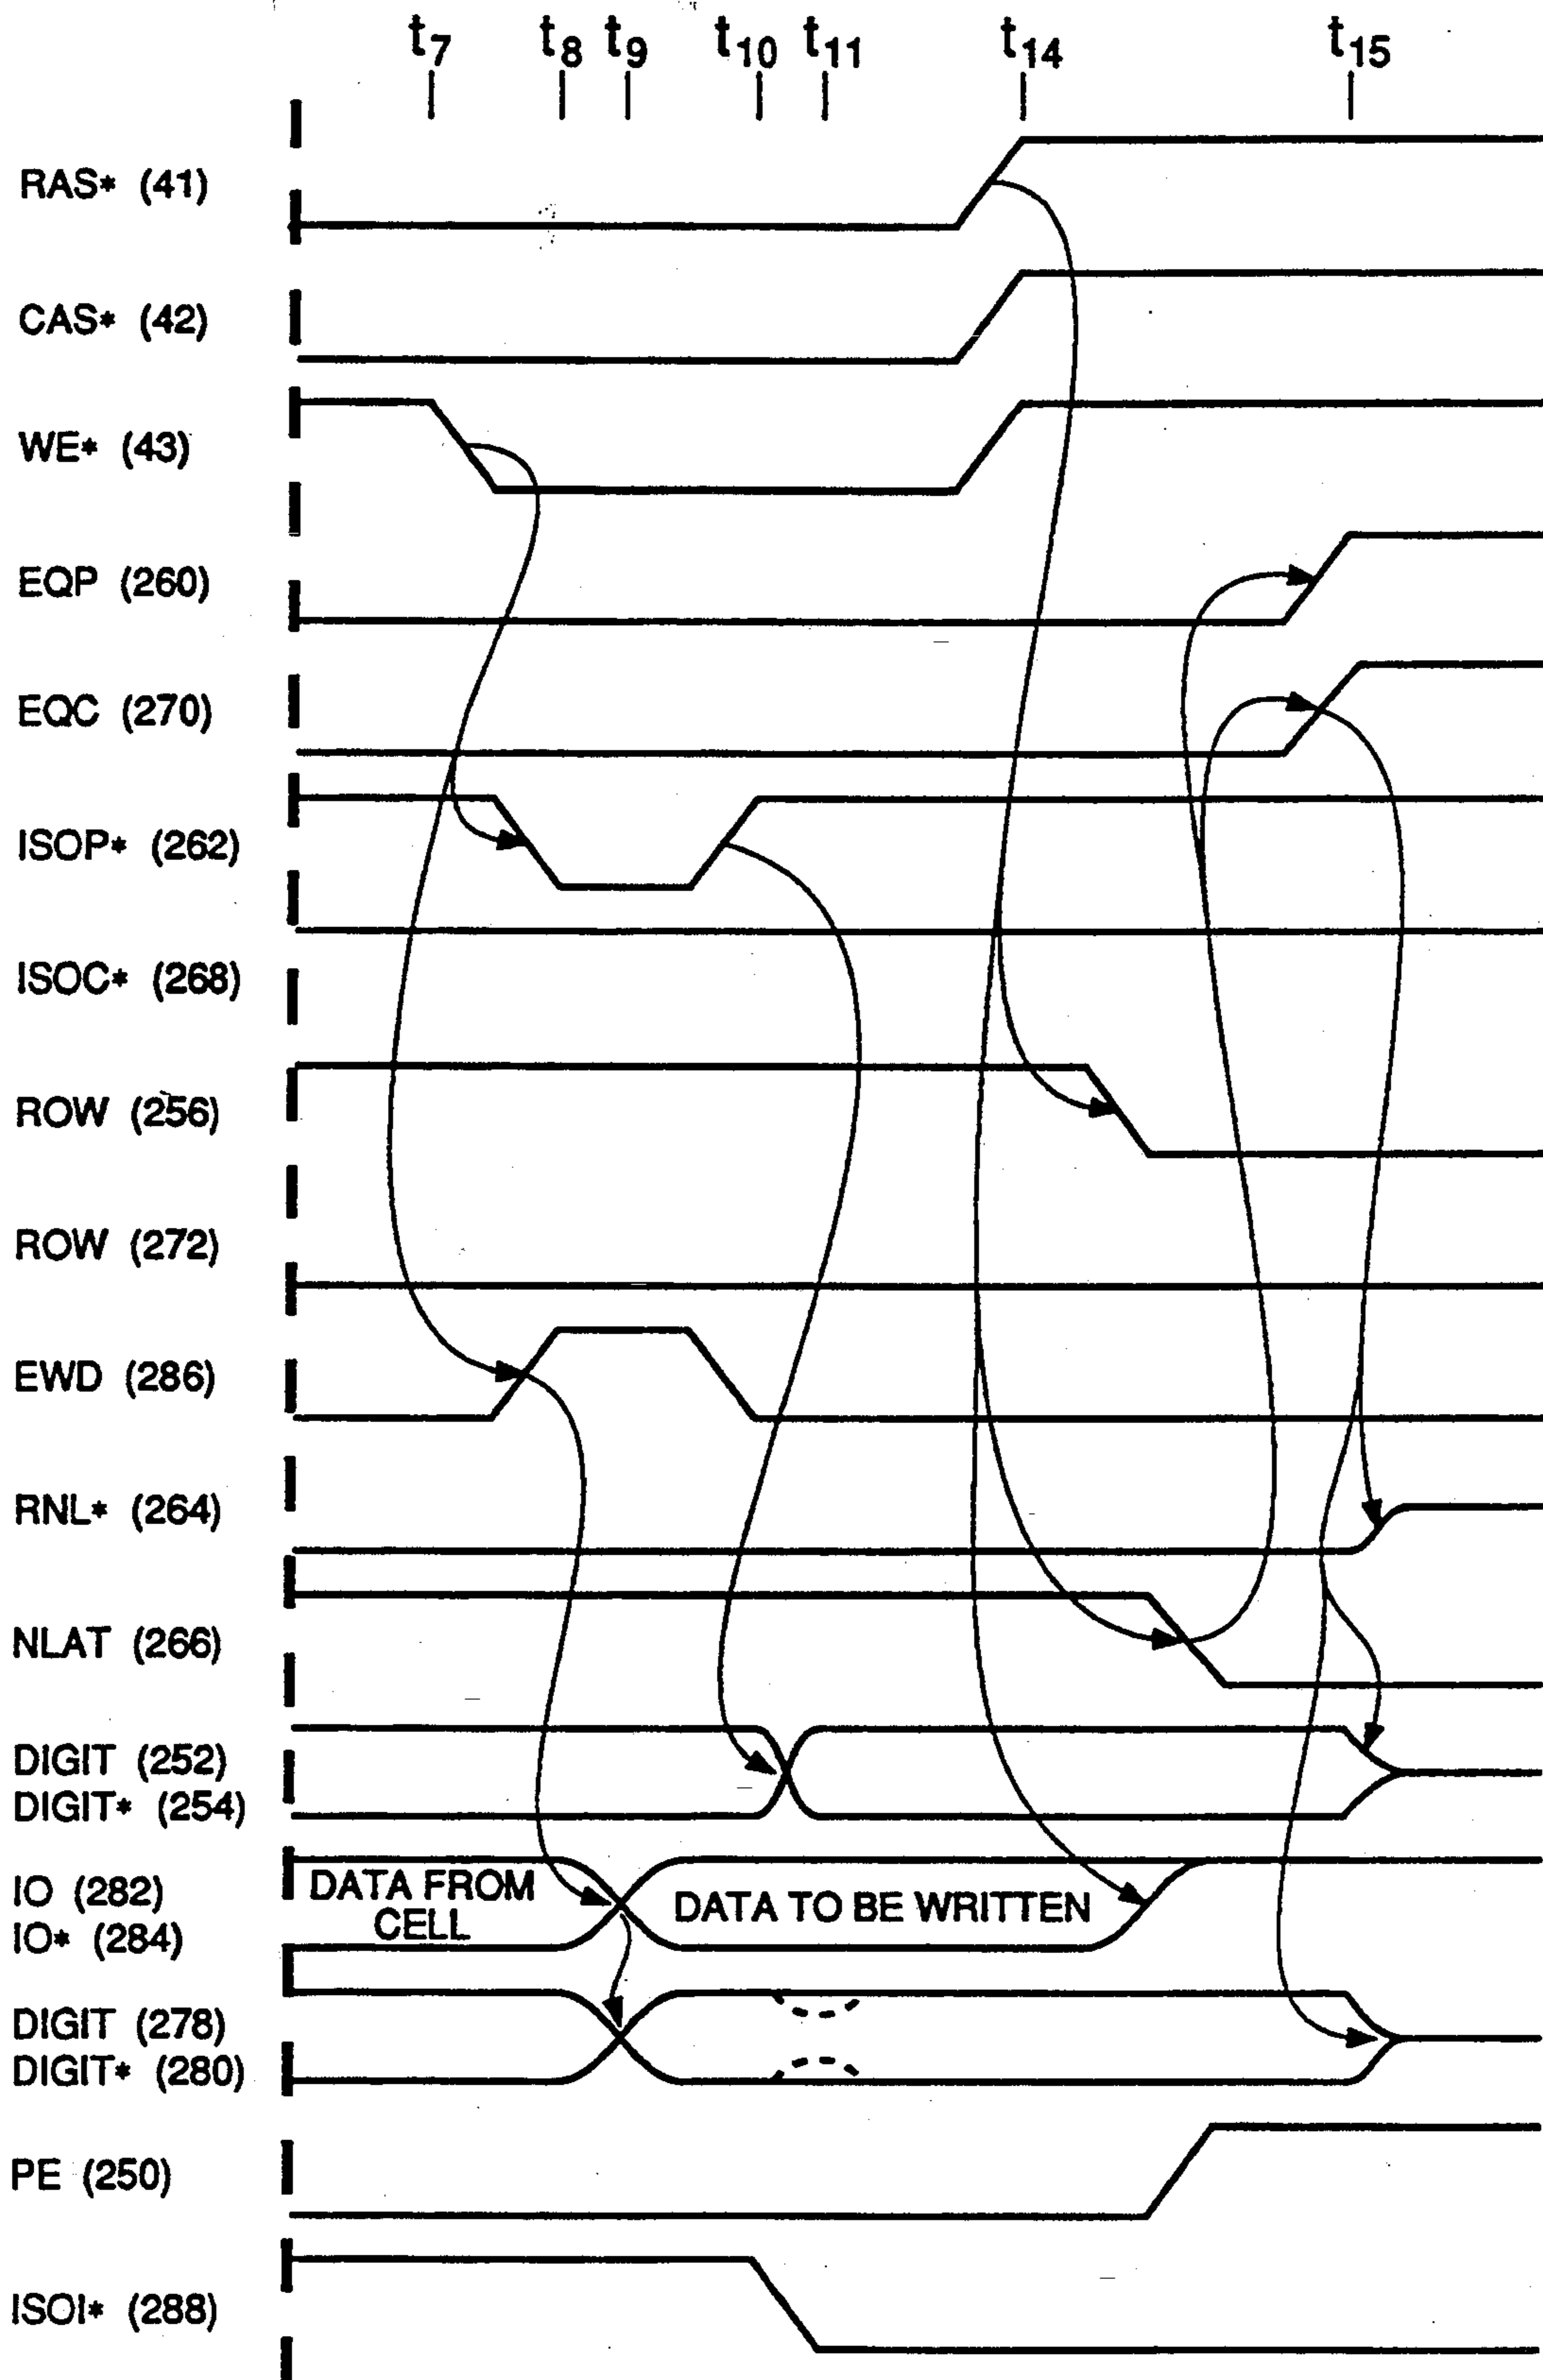 t7 t8 t9 t10 t11 t14 t15
RAS* (41)
CAS* (42)
WE* (43)
EQP (260)
EQC (270)
ISOP* (262)
ISOC* (268)
ROW (256)
ROW (272)
EWD (286)
RNL* (264)
NLAT (266)
DIGIT (252)
DIGIT* (254)
IO (282)
IO* (284)
DATA FROM
CELL
DATA TO BE WRITTEN
DIGIT (278)
DIGIT* (280)
PE (250)
ISOI* (288)